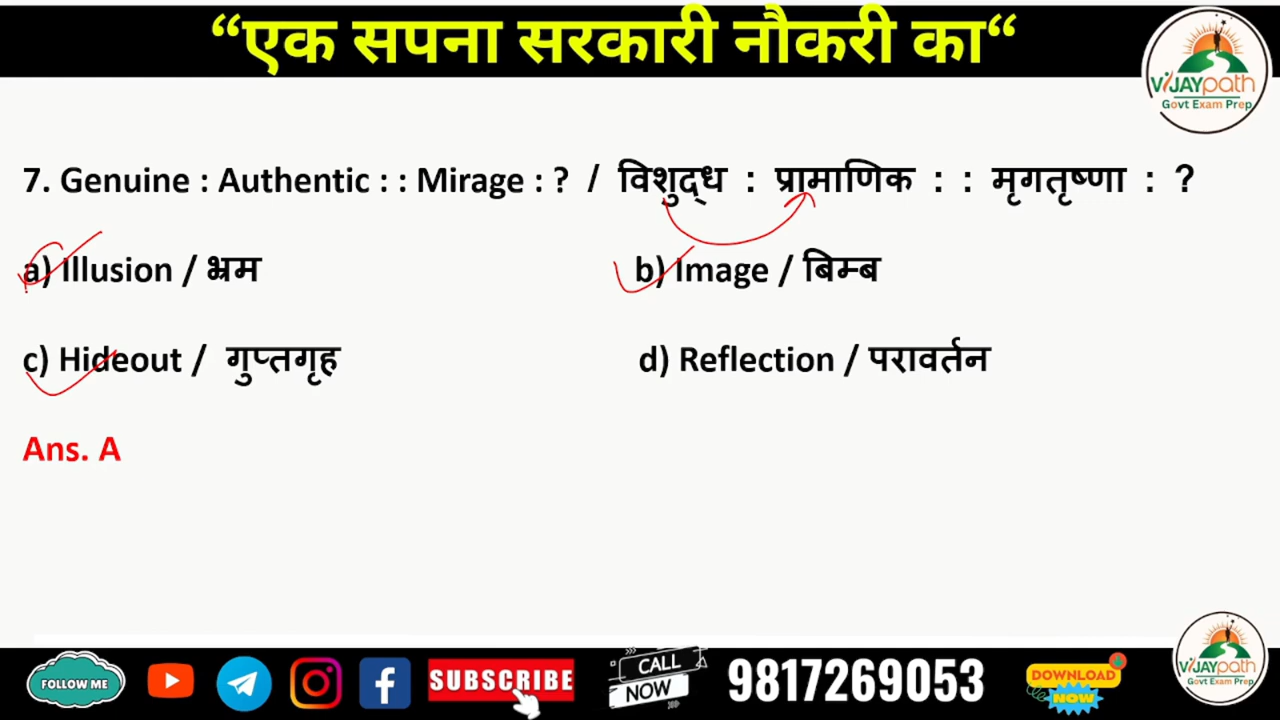 “एक सपना सरकारी नौकरी का“
VIJAYpath
Govt Exam Prep
7. Genuine : Authentic : : Mirage : ? / विशुद्ध : प्रामाणिक : : मृगतृष्णा : ?
a) Illusion / भ्रम b) Image / बिम्ब
c) Hideout / गुप्तगृह d) Reflection / परावर्तन
Ans. A
FOLLOW ME
SUBSCRIBE
CALL
NOW
9817269053
DOWNLOAD
NOW
VIJAYpath
Govt Exam Prep